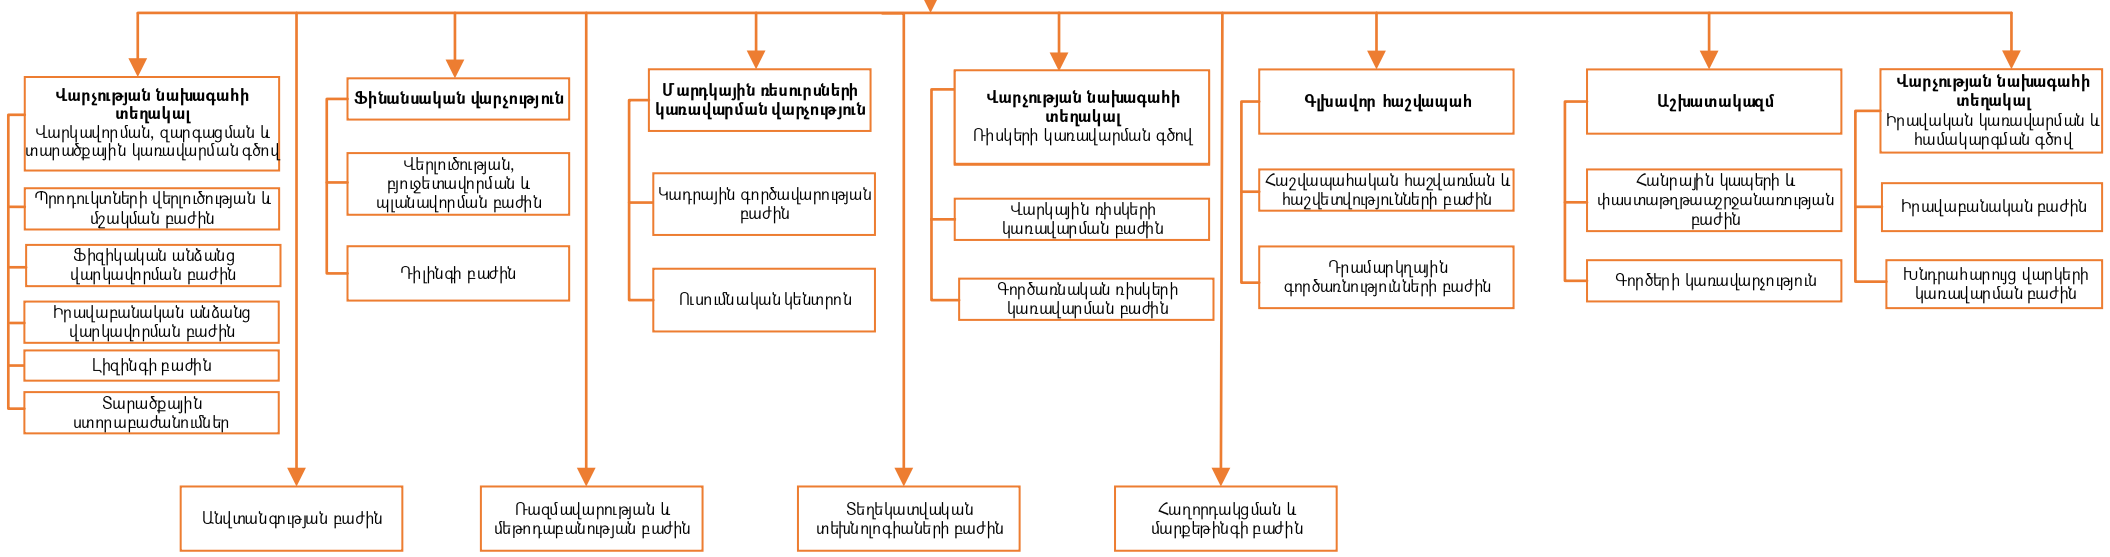 Վարչության նախագահի
տեղակալ
Վարկավորման, զարգացման և
տարածքային կառավարման գծով
Պրոդուկտների վերլուծության և
մշակման բաժին
Ֆիզիկական անձանց
վարկավորման բաժին
Իրավաբանական անձանց
վարկավորման բաժին
Լիզինգի բաժին
Տարածքային
ստորաբաժանումներ
Ֆինանսական վարչություն
Վերլուծության,
բյուջետավորման և
պլանավորման բաժին
Դիլինգի բաժին
Մարդկային ռեսուրսների
կառավարման վարչություն
Կադրային գործավարության
բաժին
Ուսումնական կենտրոն
Վարչության նախագահի
տեղակալ
Ռիսկերի կառավարման գծով
Վարկային ռիսկերի
կառավարման բաժին
Գործառնական ռիսկերի
կառավարման բաժին
Գլխավոր հաշվապահ
Հաշվապահական հաշվառման և
հաշվետվությունների բաժին
Դրամարկղային
գործառնությունների բաժին
Աշխատակազմ
Հանրային կապերի և
փաստաթղթաաշրջանառության
բաժին
Գործերի կառավարչություն
Վարչության նախագահի
տեղակալ
Իրավական կառավարման և
համակարգման գծով
Իրավաբանական բաժին
Խնդրահարույց վարկերի
կառավարման բաժին
Անվտանգության բաժին
Ռազմավարության և
մեթոդաբանության բաժին
Տեղեկատվական
տեխնոլոգիաների բաժին
Հաղորդակցման և
մարքեթինգի բաժին